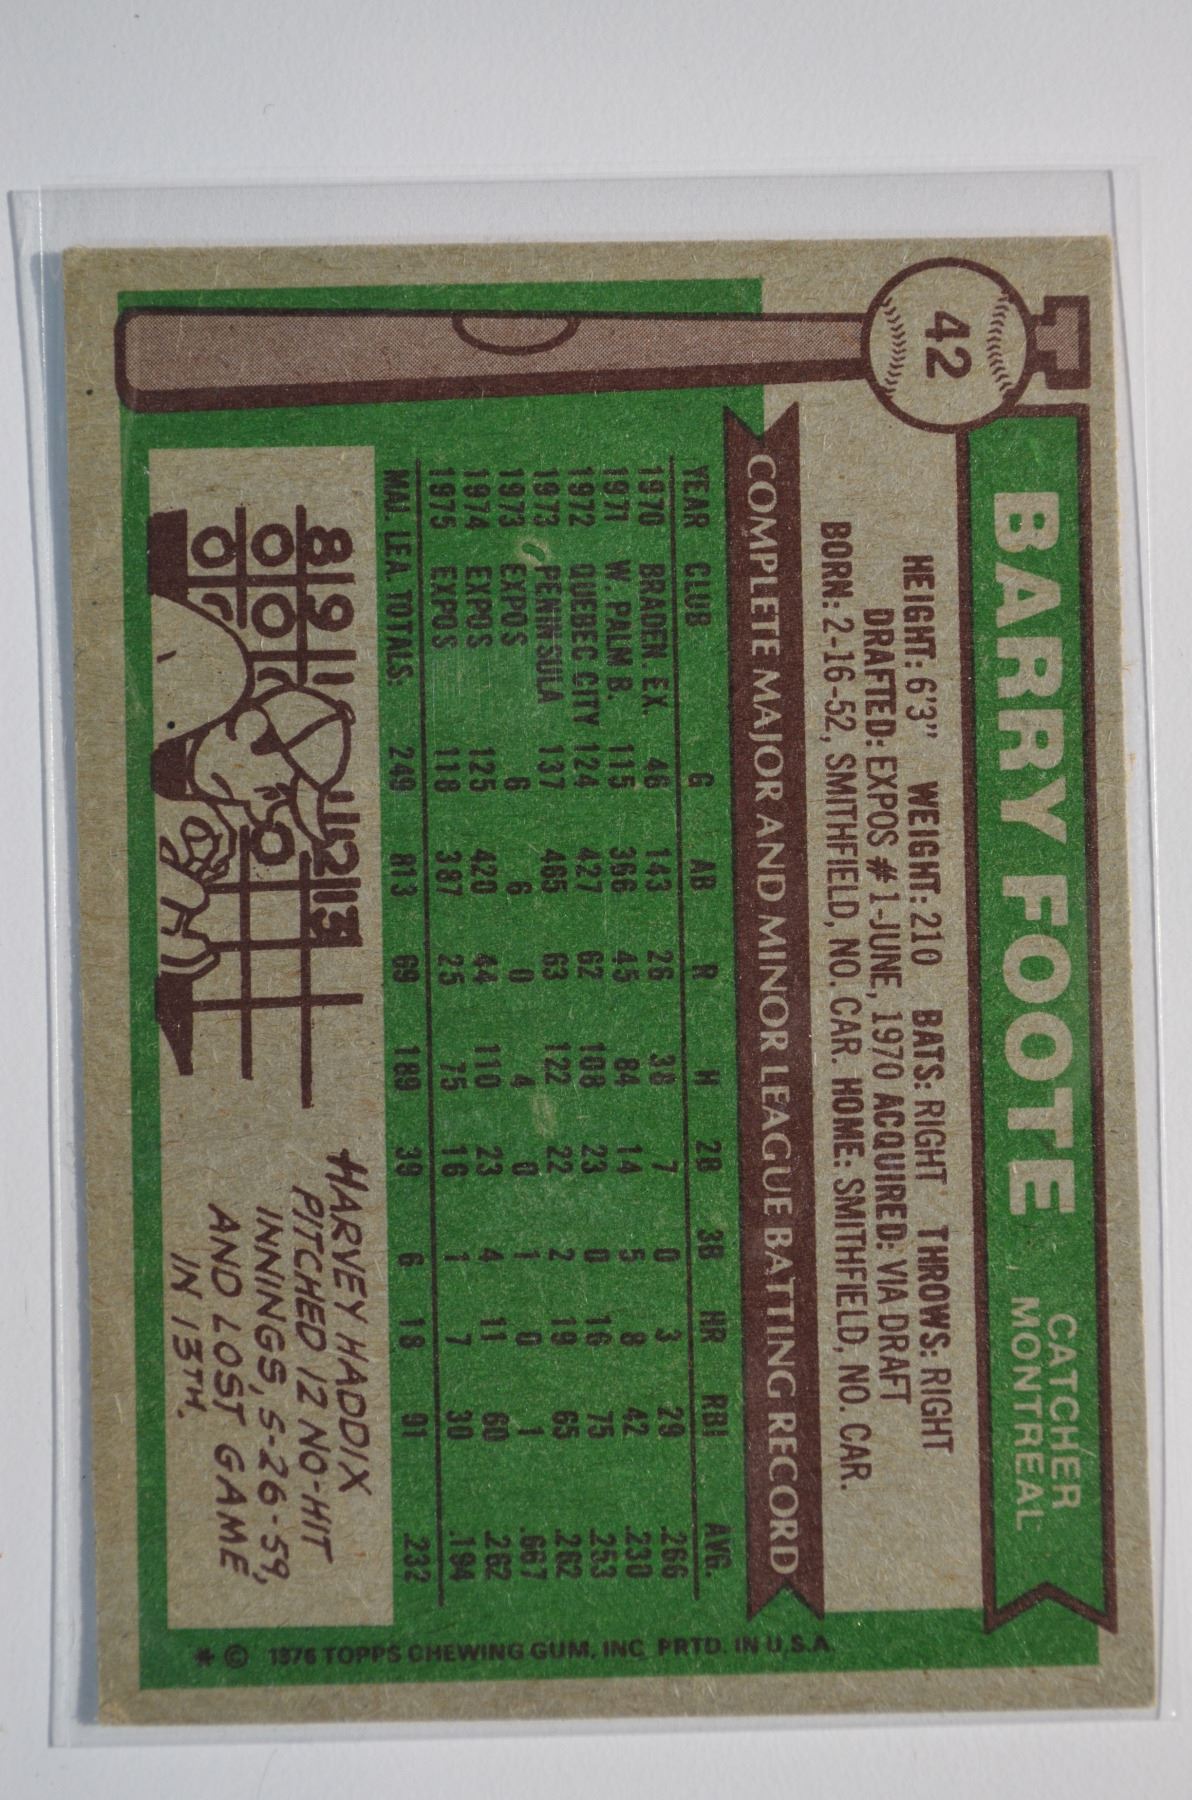 42
BARRY FOOTE
CATCHER
MONTREAL
HEIGHT: 6'3" WEIGHT: 210 BATS: RIGHT THROWS: RIGHT
DRAFTED: EXPOS #1-JUNE, 1970 ACQUIRED: VIA DRAFT
BORN: 2-16-52, SMITHFIELD, NO. CAR. HOME: SMITHFIELD, NO. CAR.
COMPLETE MAJOR AND MINOR LEAGUE BATTING RECORD
YEAR CLUB G AB R H 2B 3B HR RBI AVG.
1970 BRADEN. EX. 46 143 26 38 7 0 3 29 .266
1971 W. PALM B. 115 366 45 84 14 5 8 42 .230
1972 QUEBEC CITY 124 427 62 108 23 0 16 75 .253
1973 PENINSULA 137 465 63 122 22 2 19 65 .262
1973 EXPOS 6 6 0 4 0 1 0 1 .667
1974 EXPOS 125 420 44 110 23 4 11 60 .262
1975 EXPOS 118 387 25 75 16 1 7 30 .194
MAJ. LEA. TOTALS 249 813 69 189 39 6 18 91 .232
8 9 12 13
0 0 0
0
HARVEY HADDIX
PITCHED 12 NO-HIT
INNINGS, 5-26-59,
AND LOST GAME
IN 13TH.
* © 1976 TOPPS CHEWING GUM, INC. PRTD. IN U.S.A.